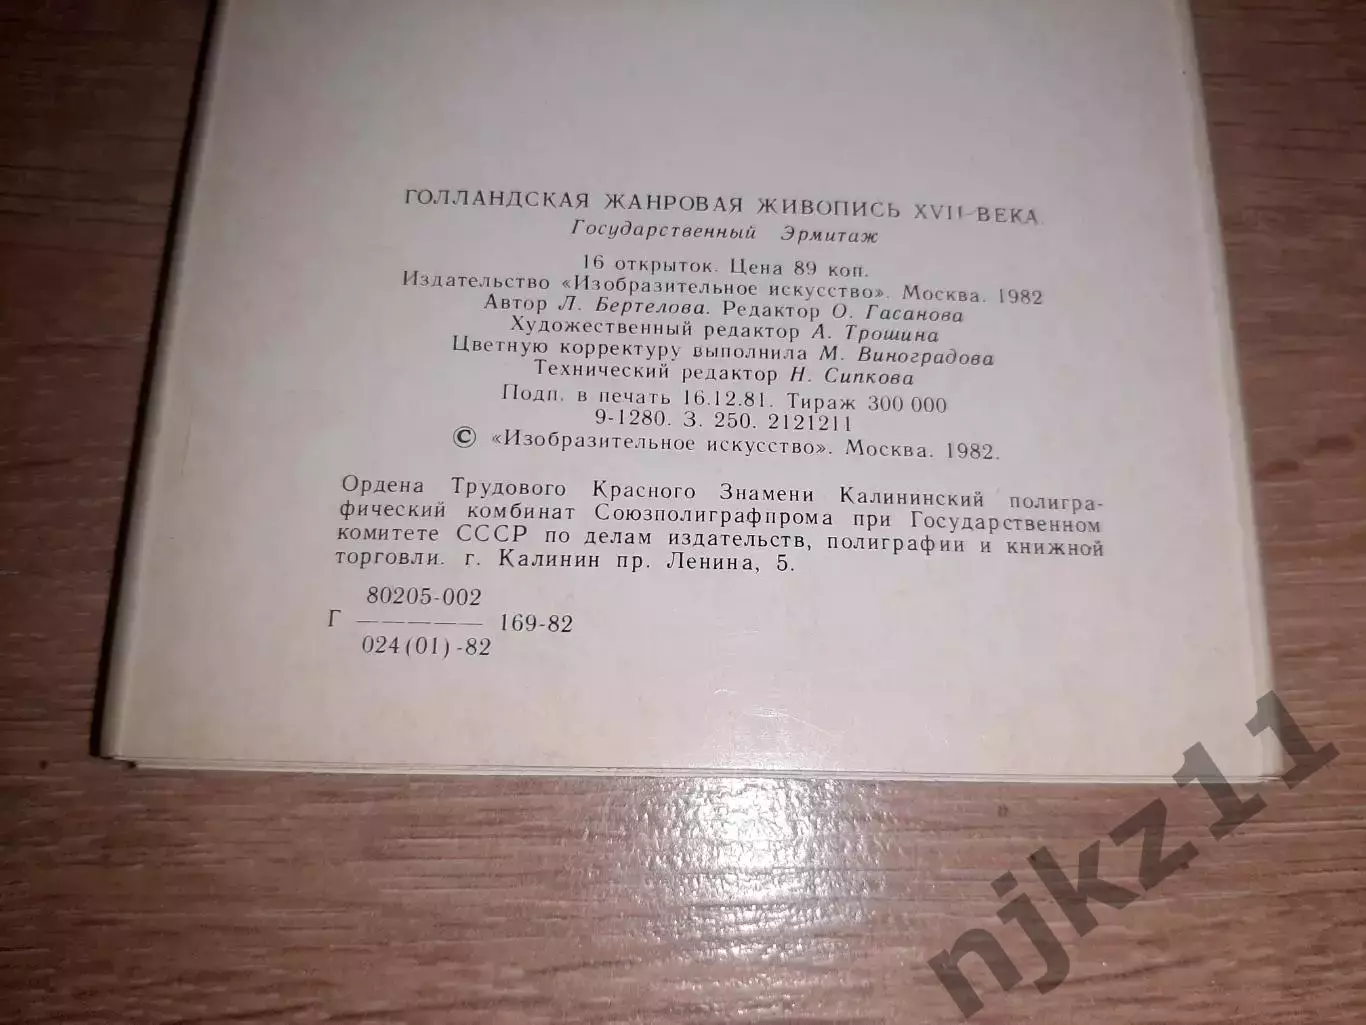 ГОЛЛАНДСКАЯ ЖАНРОВАЯ ЖИВОПИСЬ XVII ВЕКА
Государственный Эрмитаж
16 открыток. Цена 89 коп.
Издательство «Изобразительное искусство». Москва. 1982
Автор Л. Бертелова. Редактор О. Гасанова
Художественный редактор А. Трошина
Цветную корректуру выполнила М. Виноградова
Технический редактор Н. Сипкова
Подп. в печать 16.12.81. Тираж 300 000
9-1280. З. 250. 2121211
© «Изобразительное искусство». Москва. 1982.
Ордена Трудового Красного Знамени Калининский полигра-
фический комбинат Союзполиграфпрома при Государственном
комитете СССР по делам издательств, полиграфии и книжной
торговли. г. Калинин пр. Ленина, 5.
80205-002
Г ————— 169-82
024(01)-82
njkz11